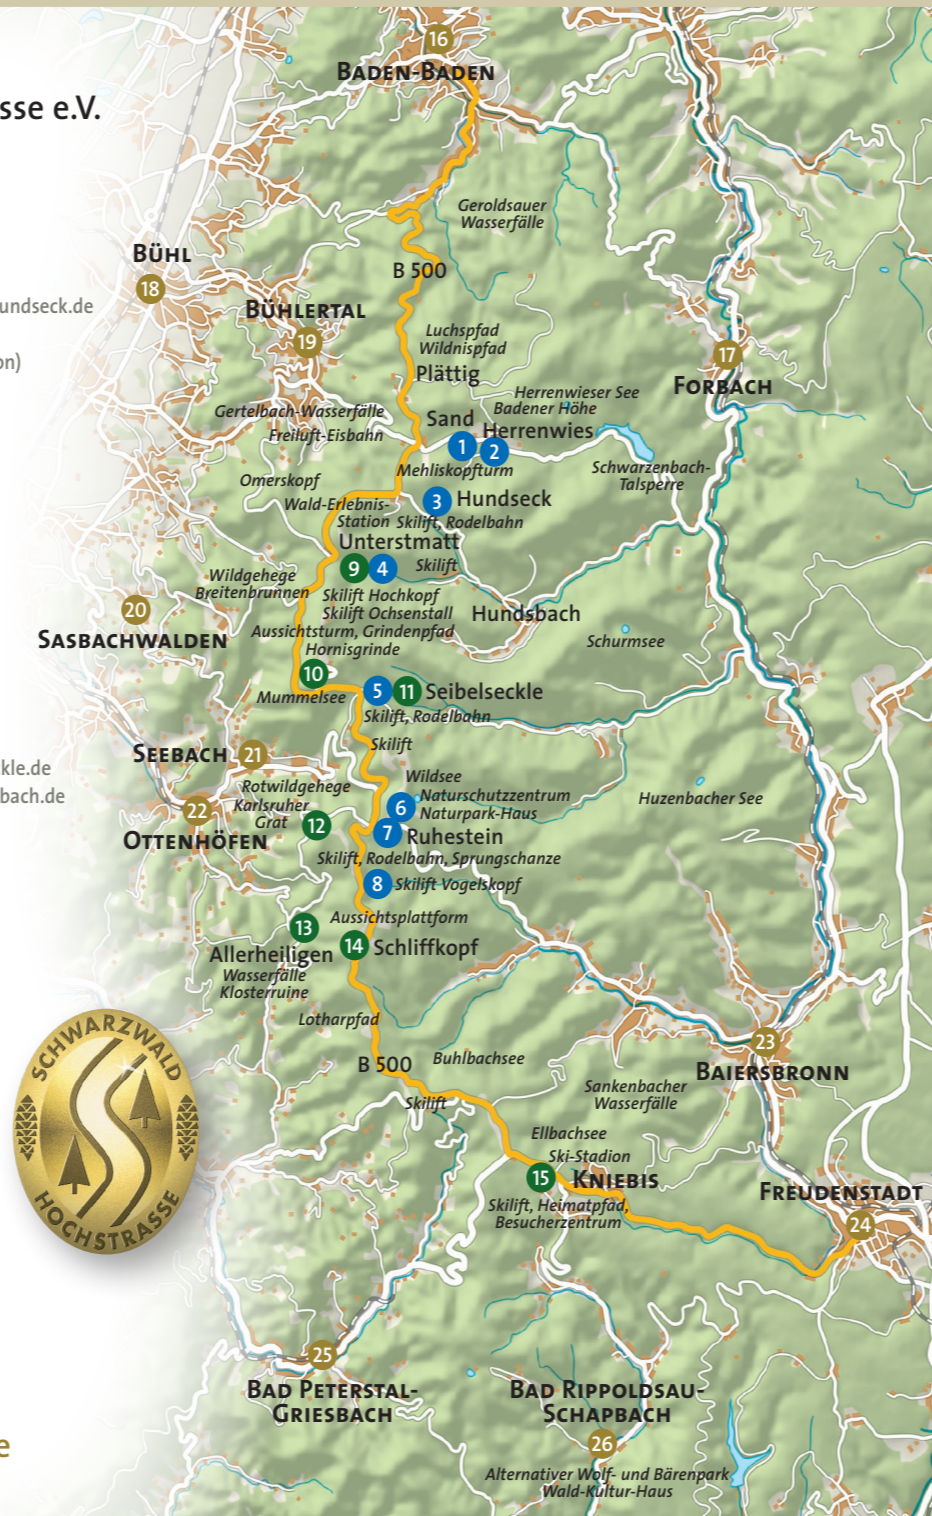 16
BADEN-BADEN
sse e.V.
Geroldsauer
Wasserfälle
BÜHL
B 500
18
undseck.de
BÜHLERTAL
19
Luchspfad
Wildnispfad
17
on)
Plättig
FORBACH
Herrenwieser See
Badener Höhe
Gertelbach-Wasserfälle
Sand
Herrenwies
Freiluft-Eisbahn
1
2
Mehliskopfturm
Schwarzenbach-
Talsperre
Omerskopf
Wald-Erlebnis-
Station
3
Hundseck
Skilift, Rodelbahn
Unterstmatt
9
4
Skilift
Wildgehege
Breitenbrunnen
Skilift Hochkopf
Skilift Ochsenstall
20
Hundsbach
SASBACHWALDEN
Aussichtsturm, Grindenpfad
Hornisgrinde
Schurmsee
10
Mummelsee
5
11
Seibelseckle
Skilift, Rodelbahn
Skilift
SEEBACH
21
kle.de
bach.de
Rotwildgehege
Wildsee
Naturschutzzentrum
Naturpark-Haus
6
Huzenbacher See
22
Karlsruher
Grat
12
OTTENHÖFEN
7
Ruhestein
Skilift, Rodelbahn, Sprungschanze
8
Skilift Vogelskopf
Aussichtsplattform
13
14
Schliffkopf
Allerheiligen
Wasserfälle
Klosterruine
Lotharpfad
SCHWARZWALD
HOCHSTRASSE
23
B 500
Buhlbachsee
BAIERSBRONN
Sankenbacher
Wasserfälle
Skilift
Ellbachsee
Ski-Stadion
15
KNIEBIS
FREUDENSTADT
Skilift, Heimatpfad,
Besucherzentrum
24
25
BAD PETERSTAL-
GRIESBACH
BAD RIPPOLDSAU-
SCHAPBACH
26
e
Alternativer Wolf- und Bärenpark
Wald-Kultur-Haus